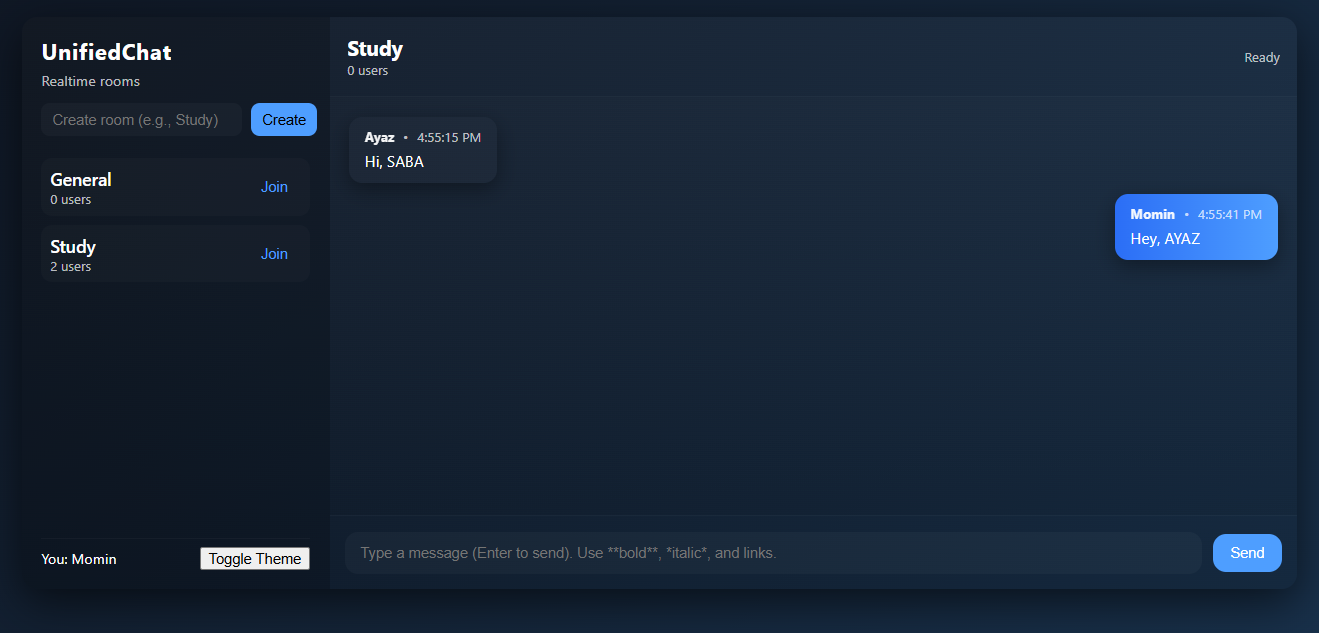 UnifiedChat
Realtime rooms
Create room (e.g., Study)
Create
General
0 users
Join
Study
2 users
Join
You: Momin
Toggle Theme
Study
0 users
Ready
Ayaz • 4:55:15 PM
Hi, SABA
Momin • 4:55:41 PM
Hey, AYAZ
Type a message (Enter to send). Use **bold**, *italic*, and links.
Send